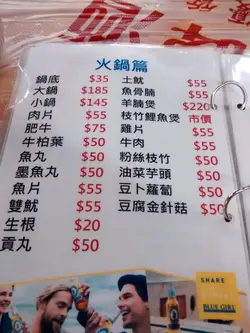 火鍋篇
鍋底 $35
大鍋 $185
小鍋 $145
肉片 $55
肥牛 $75
牛柏葉 $50
魚丸 $50
墨魚丸 $50
魚片 $55
雙魷 $55
生根 $20
貢丸 $50
土魷 $55
魚骨腩 $55
羊腩煲 $220
枝竹鯉魚煲 市價
雞片 $55
牛肉 $55
粉絲枝竹 $50
油菜芋頭 $50
豆卜蘿蔔 $50
豆腐金針菇 $50
SHARE
BLUE GIRL